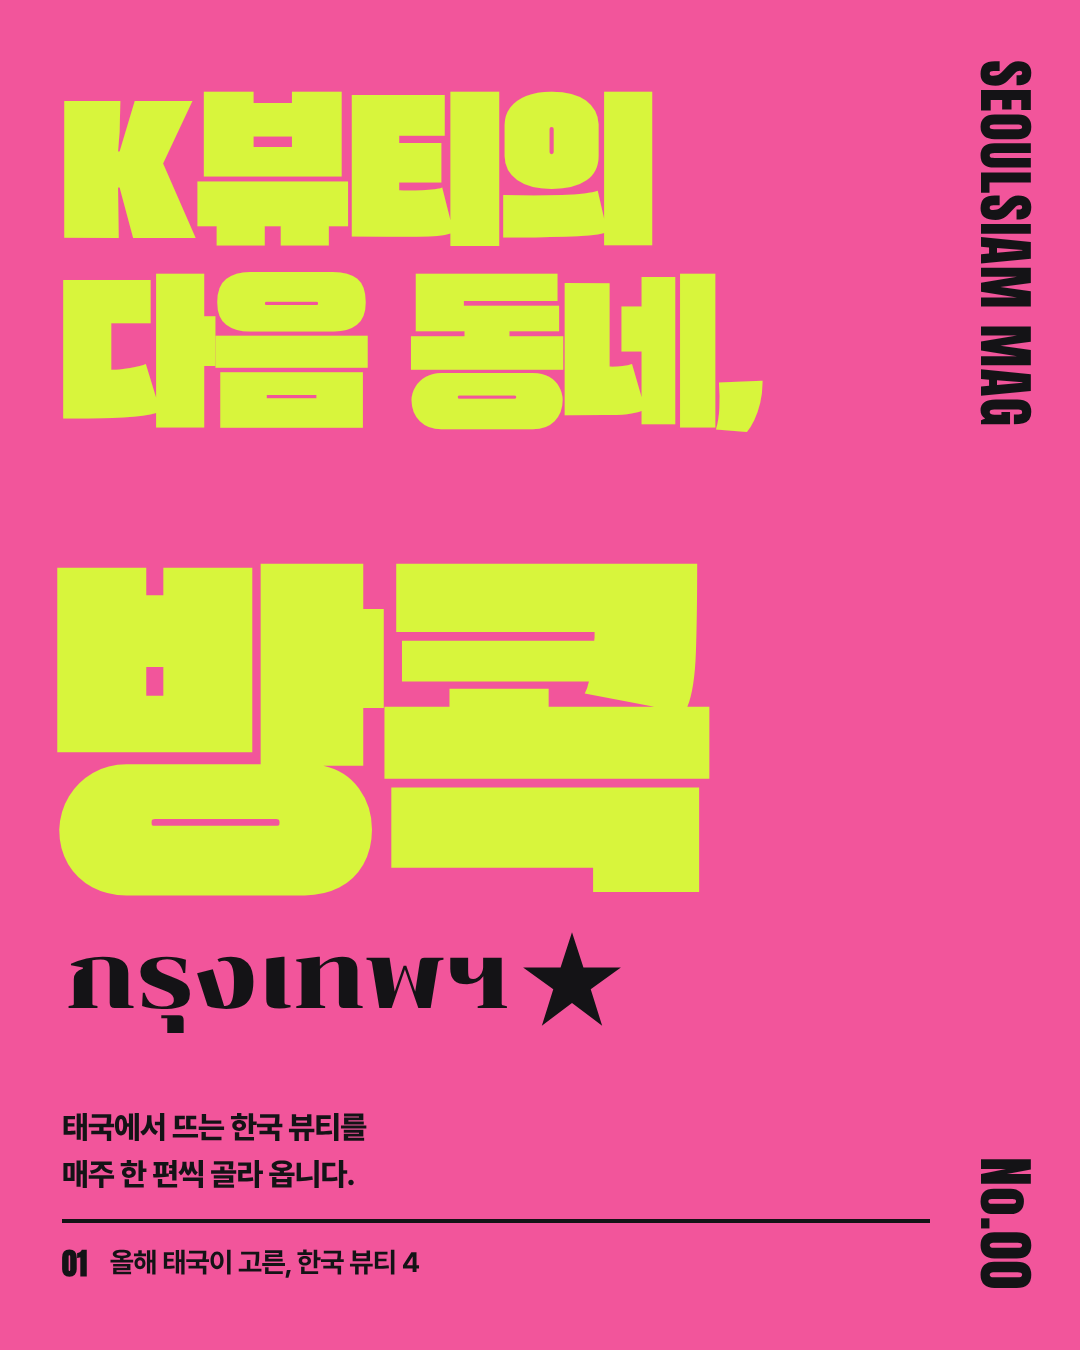 K뷰티의
다음 동네,
방콕
กรุงเทพฯ★
태국에서 뜨는 한국 뷰티를
매주 한 편씩 골라 옵니다.
01 올해 태국이 고른, 한국 뷰티 4
SEOULSIAM MAG
No.00